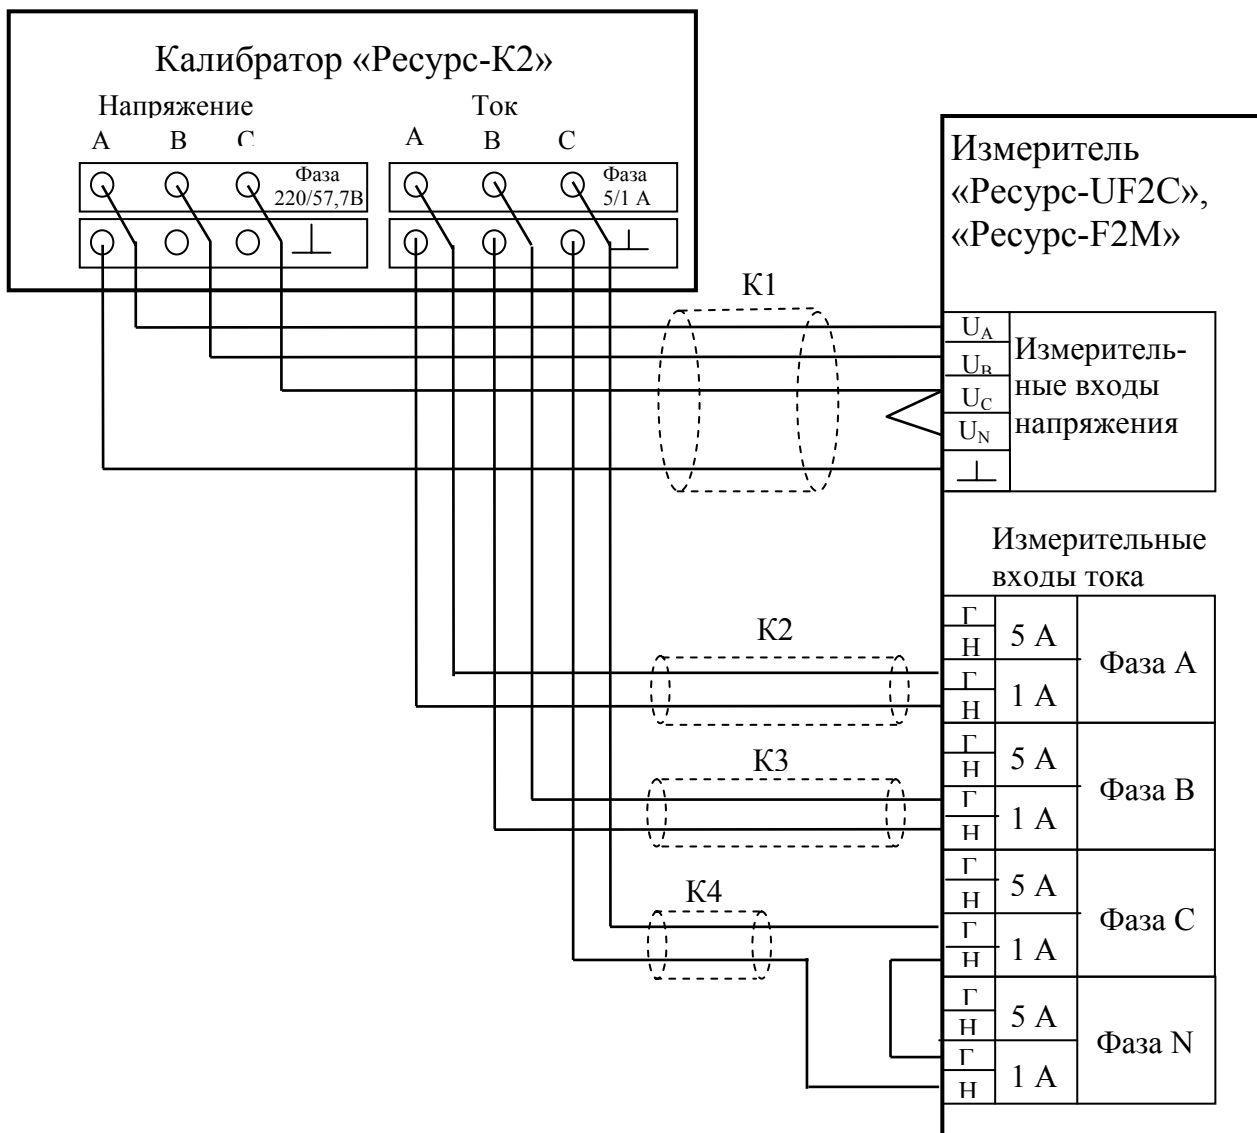 Калибратор «Ресурс-К2»
Напряжение
Ток
А В С
А В С
Фаза
220/57,7В
Фаза
5/1 А
Измеритель
«Ресурс-UF2C»,
«Ресурс-F2М»
К1
UA
UB
UC
UN
Измеритель-
ные входы
напряжения
Измерительные
входы тока
К2
Г
Н
5 А
Г
Н
1 А
Фаза А
К3
Г
Н
5 А
Г
Н
1 А
Фаза В
К4
Г
Н
5 А
Г
Н
1 А
Фаза С
Г
Н
5 А
Г
Н
1 А
Фаза N